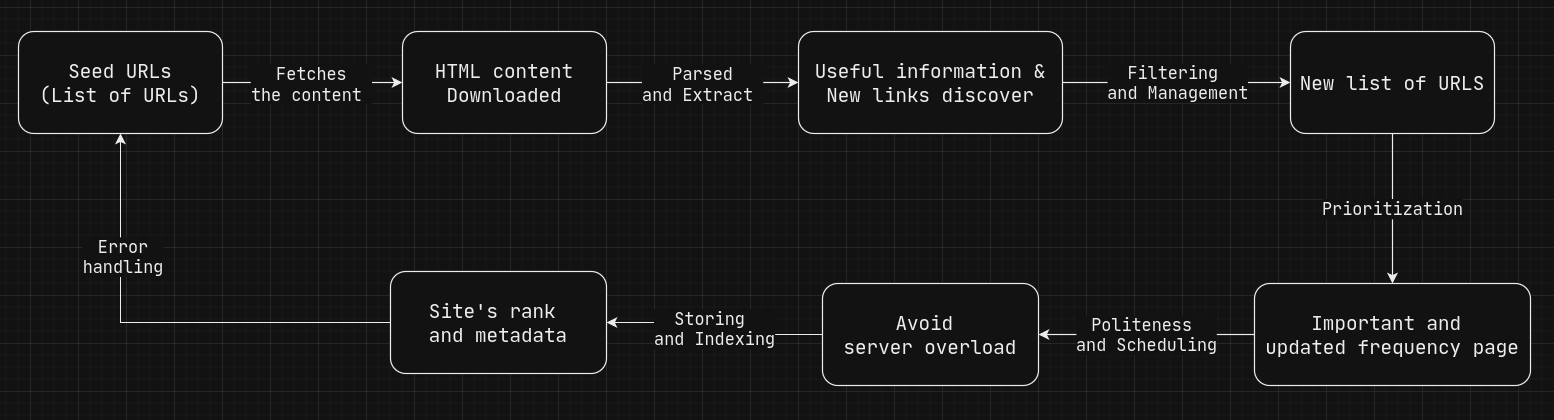 Seed URLs
(List of URLs)
Fetches
the content
HTML content
Downloaded
Parsed
and Extract
Useful information &
New links discover
Filtering
and Management
New list of URLS
Prioritization
Important and
updated frequency page
Politeness
and Scheduling
Avoid
server overload
Storing
and Indexing
Site's rank
and metadata
Error
handling